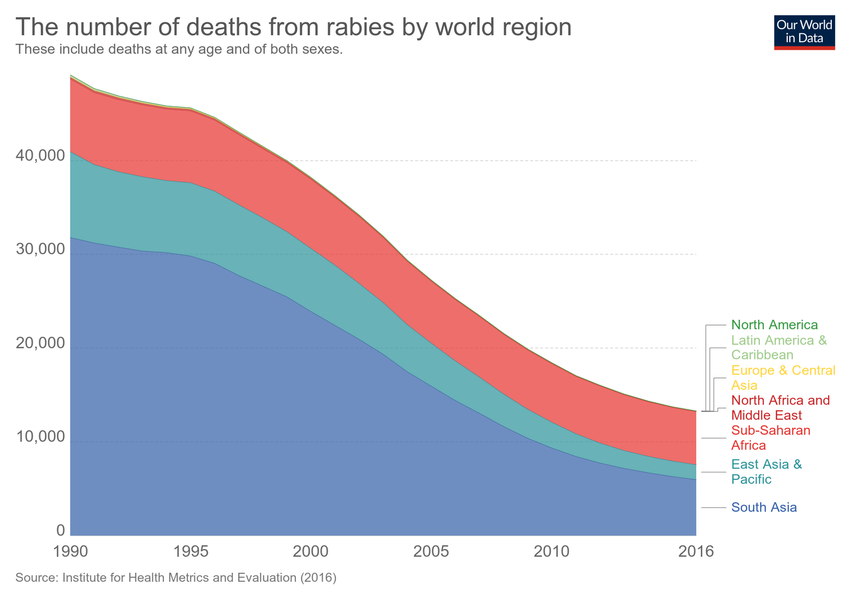 The number of deaths from rabies by world region
These include deaths at any age and of both sexes.
Our World
in Data
40,000
30,000
20,000
10,000
0
1990
1995
2000
2005
2010
2016
North America
Latin America &
Caribbean
Europe & Central
Asia
North Africa and
Middle East
Sub-Saharan
Africa
East Asia &
Pacific
South Asia
Source: Institute for Health Metrics and Evaluation (2016)